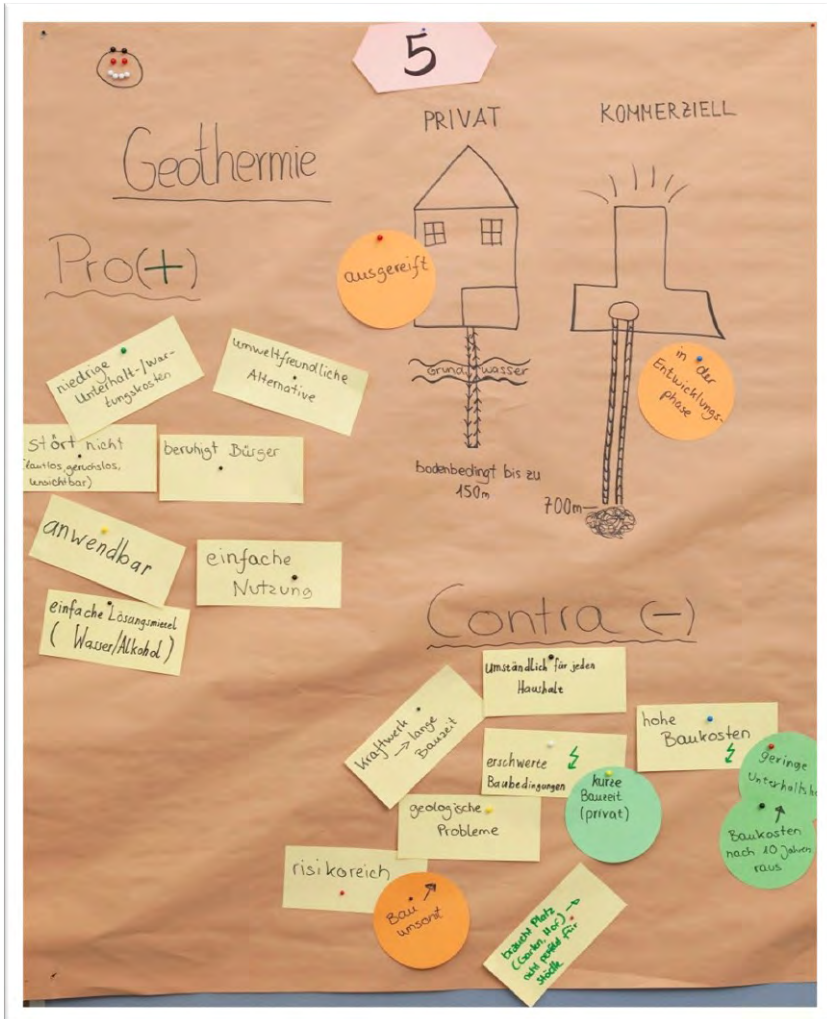 5
PRIVAT
KOMMERZIELL
Geothermie
Pro(+)
ausgereift
in der
Entwicklungs-
phase
Grundwasser
bodenbedingt bis zu
150m
700m
niedrige
Unterhalt-/War-
tungskosten
umweltfreundliche
Alternative
stört nicht
(lautlos, geruchslos,
unsichtbar)
beruhigt Bürger
anwendbar
einfache
Nutzung
einfache Lösungsmittel
(Wasser/Alkohol)
Contra (-)
umständlich für jeden
Haushalt
Kraftwerk
→ lange
Bauzeit
erschwerte
Baubedingungen
kurze
Bauzeit
(privat)
hohe
Baukosten
geringe
Baukosten
nach 10 Jahren
raus
geologische
Probleme
risikoreich
Bau
umsonst
braucht Platz
(Garten, Hof) →
für
Städte